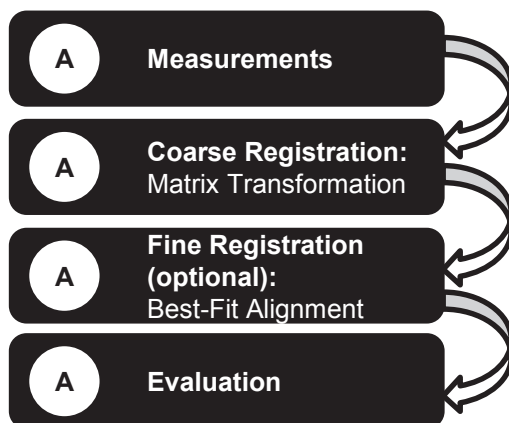 A
Measurements
A
Coarse Registration:
Matrix Transformation
A
Fine Registration
(optional):
Best-Fit Alignment
A
Evaluation